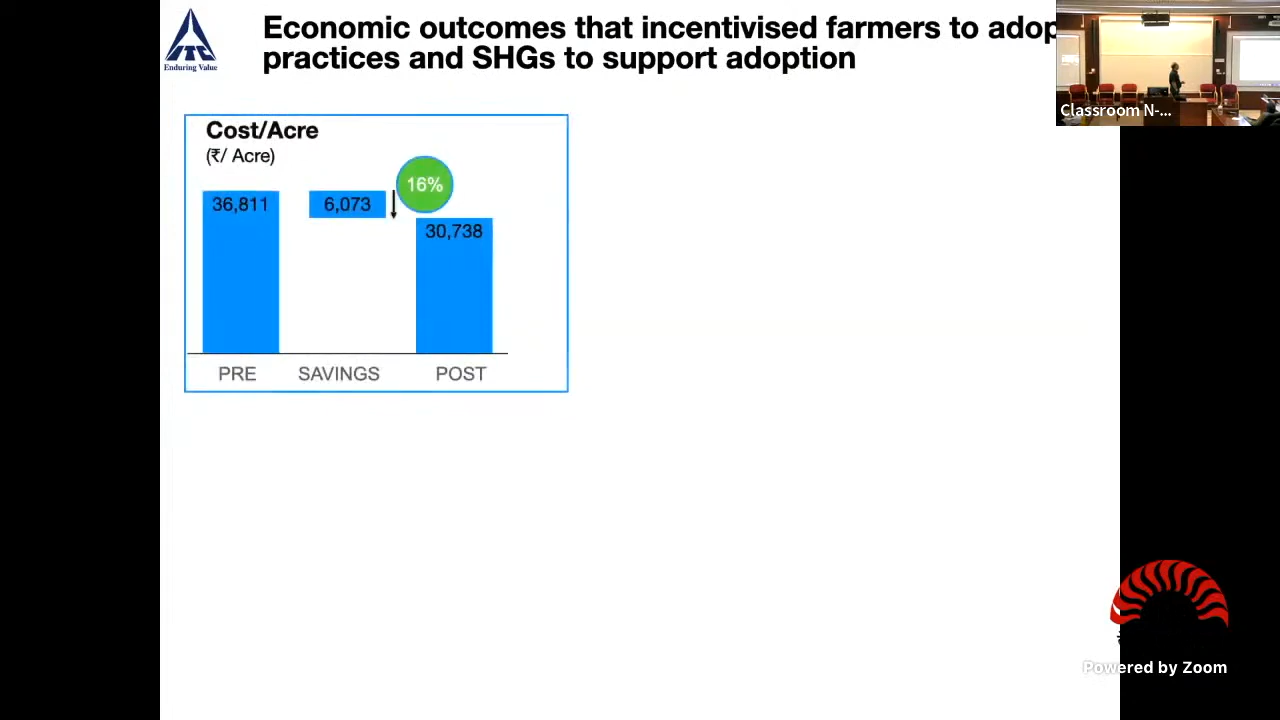 ITC
Enduring Value
Economic outcomes that incentivised farmers to adop
practices and SHGs to support adoption
Classroom N-...
Cost/Acre
(₹/ Acre)
16%
36,811
6,073
30,738
PRE
SAVINGS
POST
Powered by Zoom